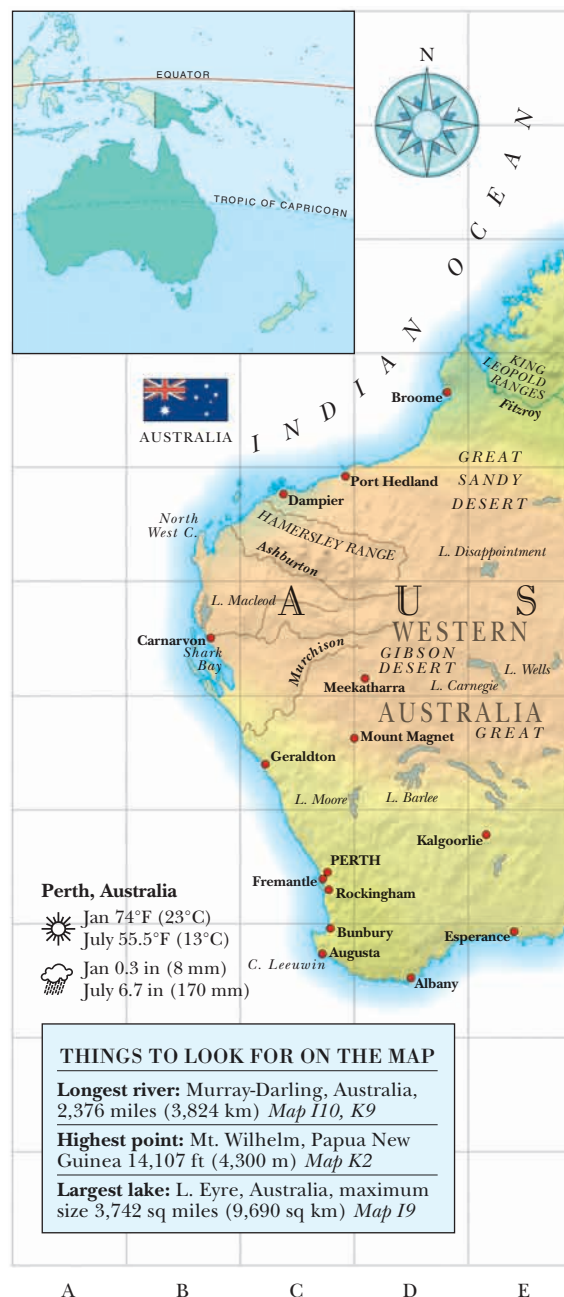 EQUATOR
TROPIC OF CAPRICORN
N
INDIAN OCEAN
AUSTRALIA
KING
LEOPOLD
RANGES
Fitzroy
Broome
GREAT
SANDY
DESERT
Port Hedland
Dampier
North
West C.
HAMERSLEY RANGE
Ashburton
L. Disappointment
L. Macleod
A U S
WESTERN
Carnarvon
Shark
Bay
Murchison
GIBSON
DESERT
L. Wells
Meekatharra
L. Carnegie
AUSTRALIA
GREAT
Mount Magnet
Geraldton
L. Moore
L. Barlee
Kalgoorlie
PERTH
Fremantle
Rockingham
Bunbury
Esperance
Augusta
C. Leeuwin
Albany
Perth, Australia
Jan 74°F (23°C)
July 55.5°F (13°C)
Jan 0.3 in (8 mm)
July 6.7 in (170 mm)
THINGS TO LOOK FOR ON THE MAP
Longest river: Murray-Darling, Australia,
2,376 miles (3,824 km) Map I10, K9
Highest point: Mt. Wilhelm, Papua New
Guinea 14,107 ft (4,300 m) Map K2
Largest lake: L. Eyre, Australia, maximum
size 3,742 sq miles (9,690 sq km) Map I9
A B C D E